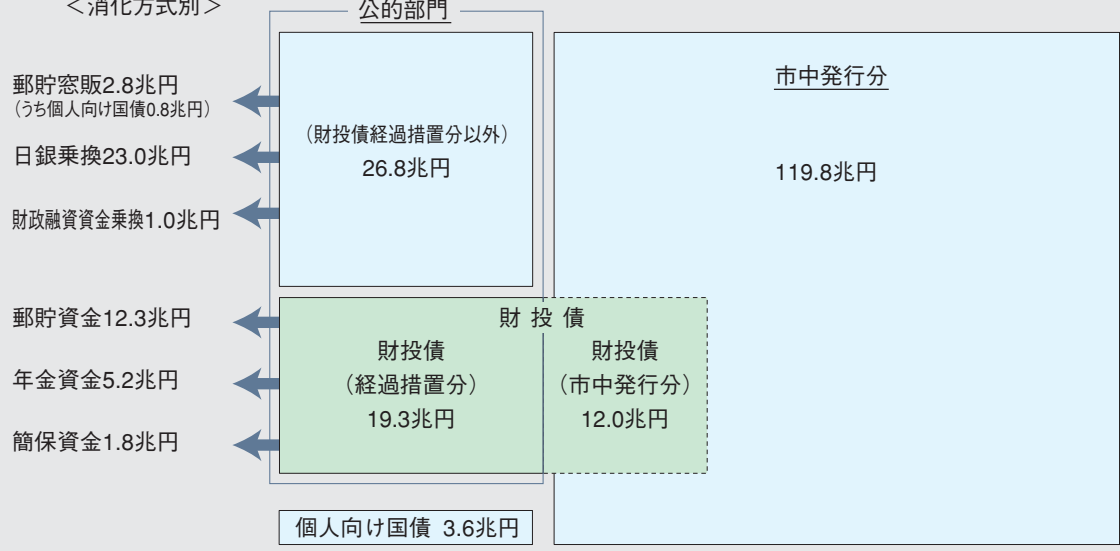 ＜消化方式別＞
公的部門
郵貯窓販2.8兆円
（うち個人向け国債0.8兆円）
日銀乗換23.0兆円
財政融資資金乗換1.0兆円
（財投債経過措置分以外）
26.8兆円
市中発行分
119.8兆円
郵貯資金12.3兆円
年金資金5.2兆円
簡保資金1.8兆円
財 投 債
財投債
（経過措置分）
19.3兆円
財投債
（市中発行分）
12.0兆円
個人向け国債 3.6兆円